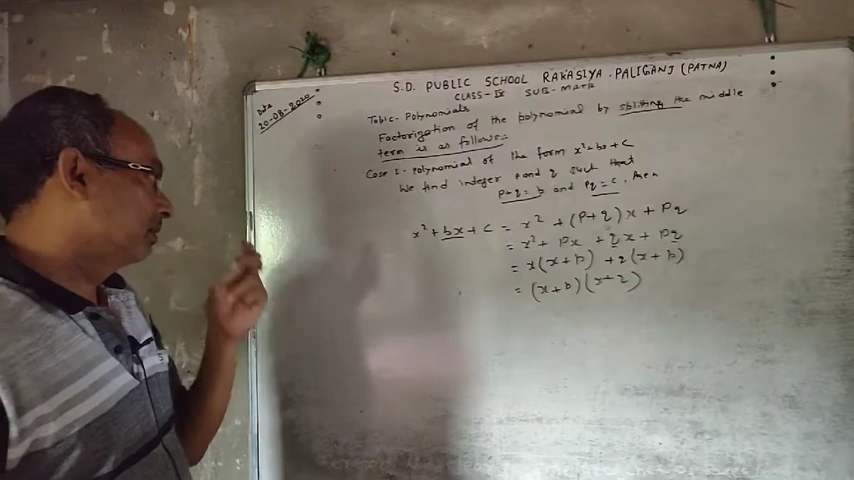 S.D. PUBLIC SCHOOL RAKASIYA-PALIGANJ (PATNA)
CLASS-IX SUB-MATH
Date
20-08-2020
Tobic- Polynomials
Factorization of the polynomial by splitting the middle
term is as follows:-
Case I- polynomial of the form x²+bx+c
We find integer p and q such that
p+q = b and pq = c, then
x²+bx+c = x² + (p+q)x + pq
= x² + px + qx + pq
= x(x+p) + q(x+p)
= (x+p)(x+q)